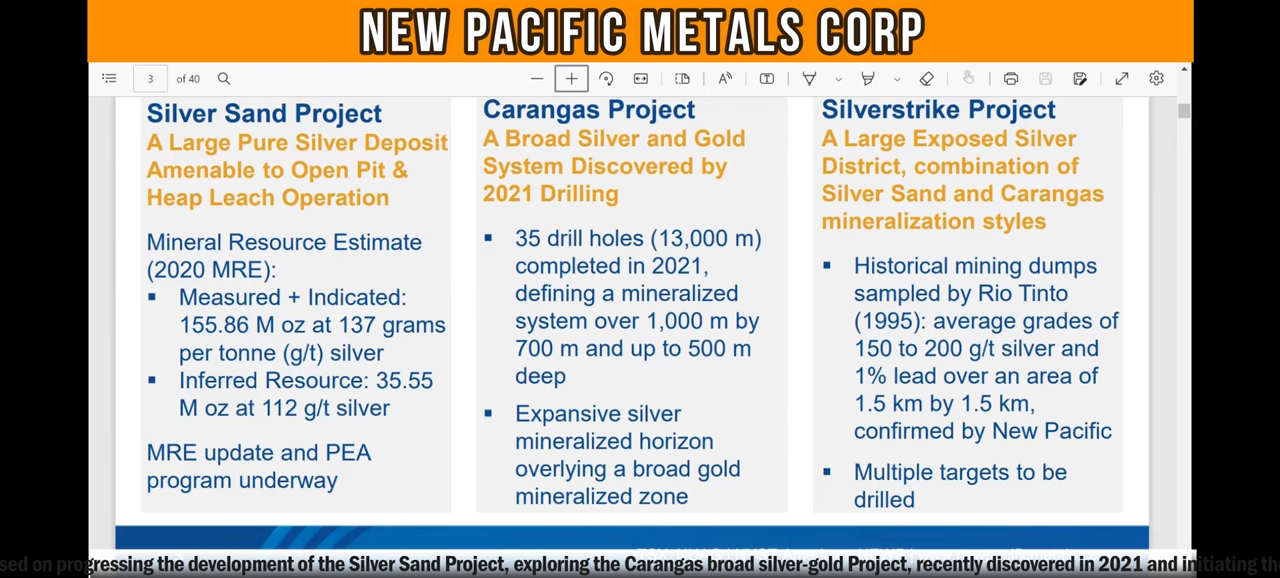 NEW PACIFIC METALS CORP
3 of 40
Silver Sand Project
A Large Pure Silver Deposit
Amenable to Open Pit &
Heap Leach Operation
Mineral Resource Estimate
(2020 MRE):
▪ Measured + Indicated:
155.86 M oz at 137 grams
per tonne (g/t) silver
▪ Inferred Resource: 35.55
M oz at 112 g/t silver
MRE update and PEA
program underway
Carangas Project
A Broad Silver and Gold
System Discovered by
2021 Drilling
▪ 35 drill holes (13,000 m)
completed in 2021,
defining a mineralized
system over 1,000 m by
700 m and up to 500 m
deep
▪ Expansive silver
mineralized horizon
overlying a broad gold
mineralized zone
Silverstrike Project
A Large Exposed Silver
District, combination of
Silver Sand and Carangas
mineralization styles
▪ Historical mining dumps
sampled by Rio Tinto
(1995): average grades of
150 to 200 g/t silver and
1% lead over an area of
1.5 km by 1.5 km,
confirmed by New Pacific
▪ Multiple targets to be
drilled
sed on progressing the development of the Silver Sand Project, exploring the Carangas broad silver-gold Project, recently discovered in 2021 and initiating th